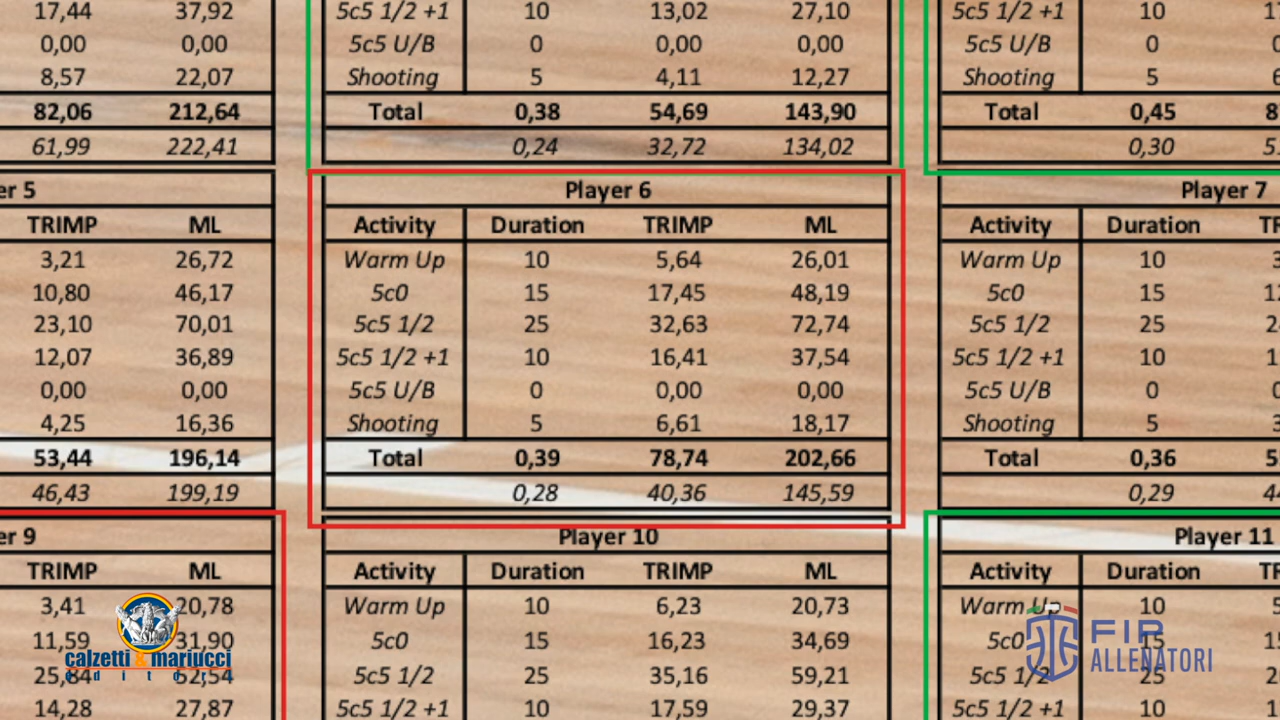 17,44 37,92 5c5 1/2 +1 10 13,02 27,10 5c5 1/2 +1 10
0,00 0,00 5c5 U/B 0 0,00 0,00 5c5 U/B 0
8,57 22,07 Shooting 5 4,11 12,27 Shooting 5
82,06 212,64 Total 0,38 54,69 143,90 Total 0,45
61,99 222,41 0,24 32,72 134,02 0,30
er 5 Player 6 Player 7
TRIMP ML Activity Duration TRIMP ML Activity Duration TR
3,21 26,72 Warm Up 10 5,64 26,01 Warm Up 10
10,80 46,17 5c0 15 17,45 48,19 5c0 15
23,10 70,01 5c5 1/2 25 32,63 72,74 5c5 1/2 25
12,07 36,89 5c5 1/2 +1 10 16,41 37,54 5c5 1/2 +1 10
0,00 0,00 5c5 U/B 0 0,00 0,00 5c5 U/B 0
4,25 16,36 Shooting 5 6,61 18,17 Shooting 5
53,44 196,14 Total 0,39 78,74 202,66 Total 0,36
46,43 199,19 0,28 40,36 145,59 0,29
er 9 Player 10 Player 11
TRIMP ML Activity Duration TRIMP ML Activity Duration TR
3,41 20,78 Warm Up 10 6,23 20,73 Warm Up 10
11,59 31,90 5c0 15 16,23 34,69 5c0 15
25,84 52,54 5c5 1/2 25 35,16 59,21 5c5 1/2 25
14,28 27,87 5c5 1/2 +1 10 17,59 29,37 5c5 1/2 +1 10
calzetti & mariucci
editori
FIP
ALLENATORI